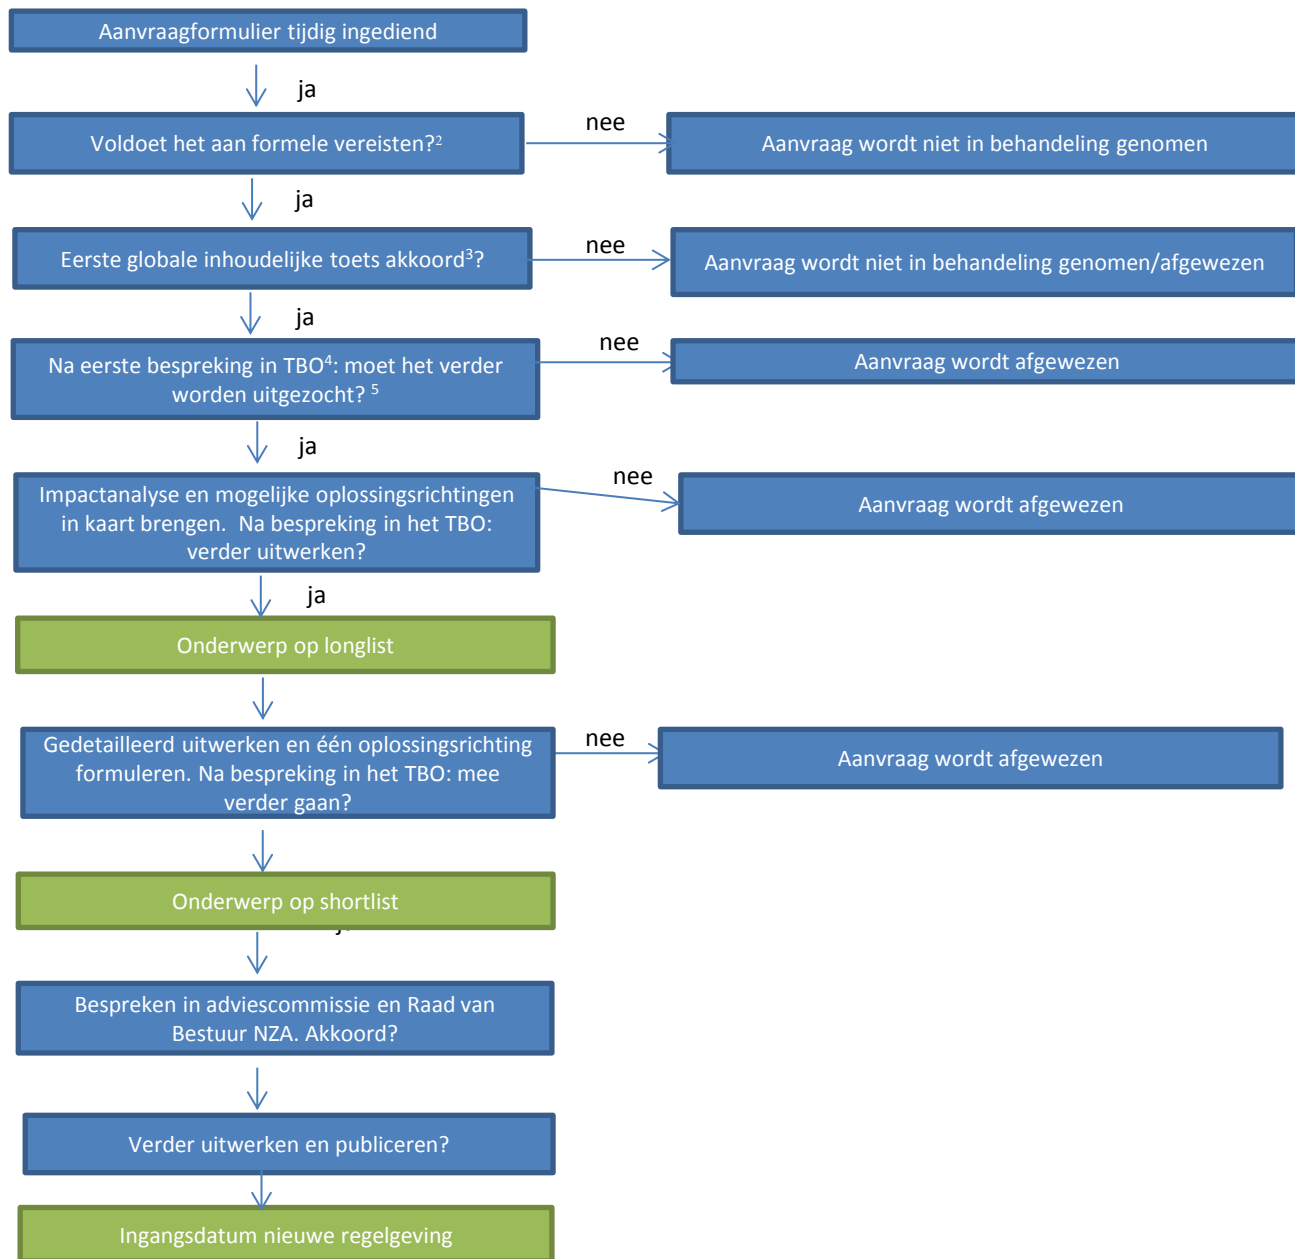 Aanvraagformulier tijdig ingediend
ja
Voldoet het aan formele vereisten?²
nee
Aanvraag wordt niet in behandeling genomen
ja
Eerste globale inhoudelijke toets akkoord³?
nee
Aanvraag wordt niet in behandeling genomen/afgewezen
ja
Na eerste bespreking in TBO⁴: moet het verder
worden uitgezocht? ⁵
nee
Aanvraag wordt afgewezen
ja
Impactanalyse en mogelijke oplossingsrichtingen
in kaart brengen.  Na bespreking in het TBO:
verder uitwerken?
nee
Aanvraag wordt afgewezen
ja
Onderwerp op longlist
Gedetailleerd uitwerken en één oplossingsrichting
formuleren. Na bespreking in het TBO: mee
verder gaan?
nee
Aanvraag wordt afgewezen
Onderwerp op shortlist
Bespreken in adviescommissie en Raad van
Bestuur NZA. Akkoord?
Verder uitwerken en publiceren?
Ingangsdatum nieuwe regelgeving